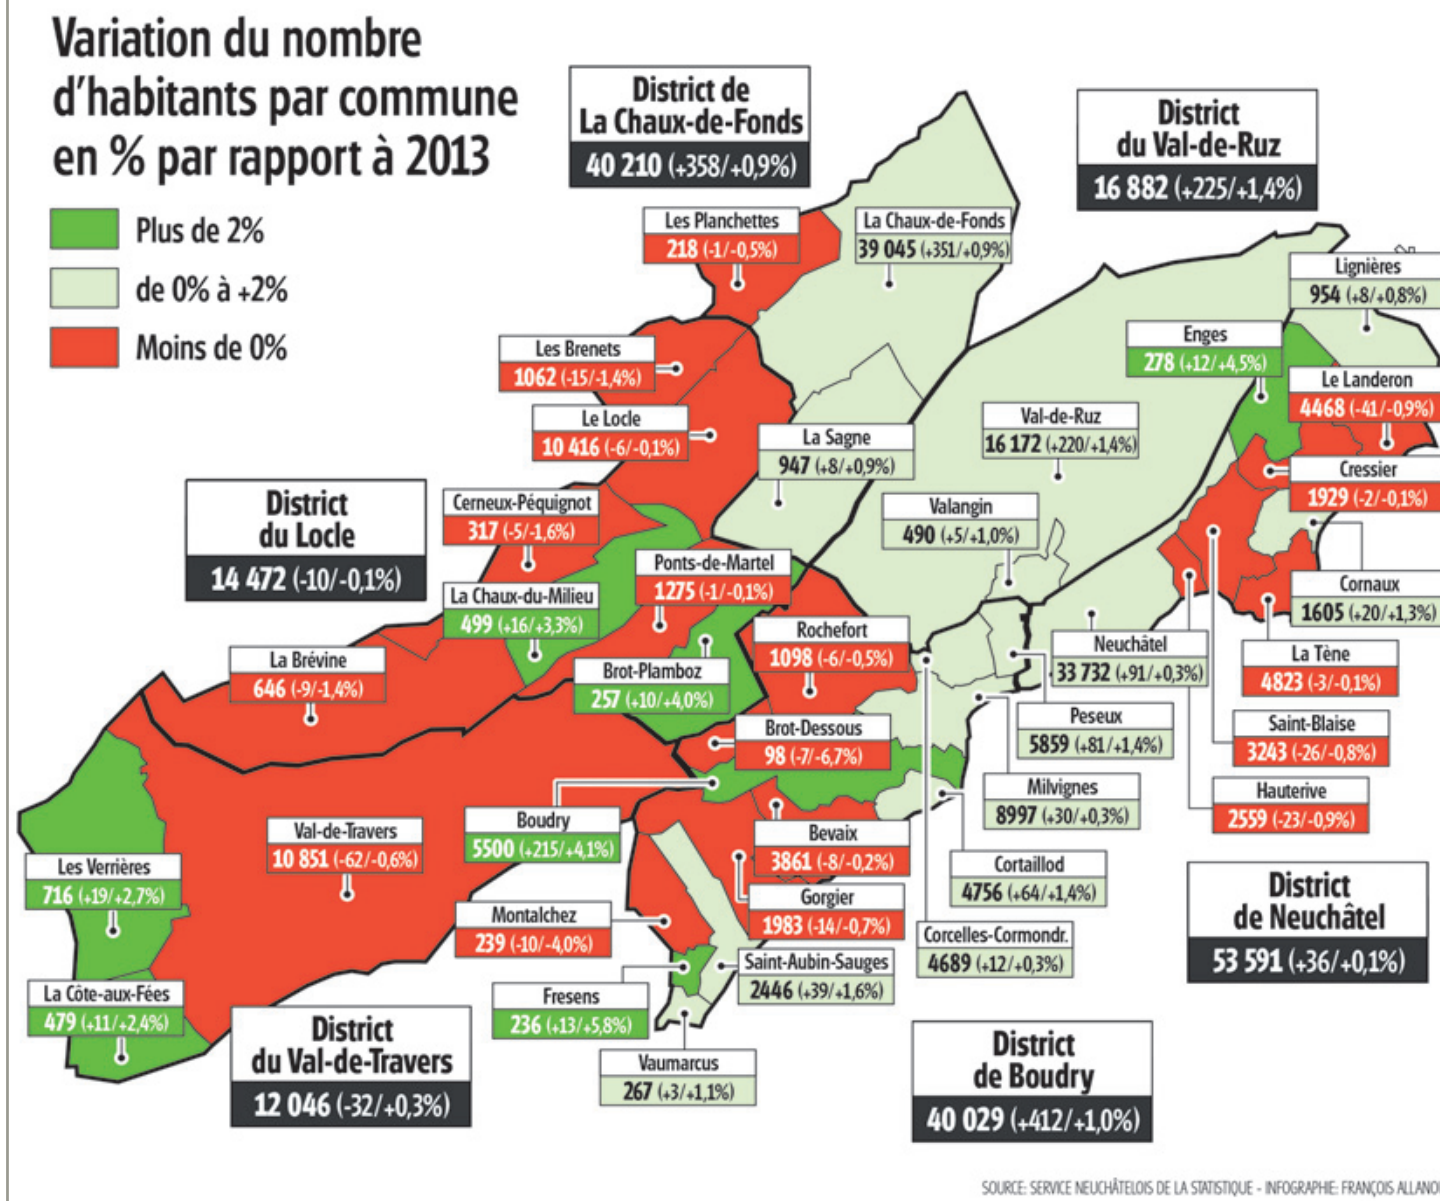 Variation du nombre
d'habitants par commune
en % par rapport à 2013
Plus de 2%
de 0% à +2%
Moins de 0%
District de
La Chaux-de-Fonds
40 210 (+358/+0,9%)
District
du Val-de-Ruz
16 882 (+225/+1,4%)
Les Planchettes
218 (-1/-0,5%)
La Chaux-de-Fonds
39 045 (+351/+0,9%)
Lignières
954 (+8/+0,8%)
Enges
278 (+12/+4,5%)
Les Brenets
1062 (-15/-1,4%)
Le Landeron
4468 (-41/-0,9%)
Le Locle
10 416 (-6/-0,1%)
Val-de-Ruz
16 172 (+220/+1,4%)
La Sagne
947 (+8/+0,9%)
Cressier
1929 (-2/-0,1%)
District
du Locle
14 472 (-10/-0,1%)
Cerneux-Péquignot
317 (-5/-1,6%)
Valangin
490 (+5/+1,0%)
Ponts-de-Martel
1275 (-1/-0,1%)
La Chaux-du-Milieu
499 (+16/+3,3%)
Cornaux
1605 (+20/+1,3%)
Rochefort
1098 (-6/-0,5%)
Neuchâtel
33 732 (+91/+0,3%)
La Tène
4823 (-3/-0,1%)
La Brévine
646 (-9/-1,4%)
Brot-Plamboz
257 (+10/+4,0%)
Peseux
5859 (+81/+1,4%)
Saint-Blaise
3243 (-26/-0,8%)
Brot-Dessous
98 (-7/-6,7%)
Milvignes
8997 (+30/+0,3%)
Hauterive
2559 (-23/-0,9%)
Boudry
5500 (+215/+4,1%)
Val-de-Travers
10 851 (-62/-0,6%)
Bevaix
3861 (-8/-0,2%)
Cortaillod
4756 (+64/+1,4%)
Les Verrières
716 (+19/+2,7%)
District
de Neuchâtel
53 591 (+36/+0,1%)
Gorgier
1983 (-14/-0,7%)
Montalchez
239 (-10/-4,0%)
Corcelles-Cormondr.
4689 (+12/+0,3%)
Saint-Aubin-Sauges
2446 (+39/+1,6%)
La Côte-aux-Fées
479 (+11/+2,4%)
Fresens
236 (+13/+5,8%)
District
du Val-de-Travers
12 046 (-32/+0,3%)
Vaumarcus
267 (+3/+1,1%)
District
de Boudry
40 029 (+412/+1,0%)
SOURCE: SERVICE NEUCHÂTELOIS DE LA STATISTIQUE - INFOGRAPHIE: FRANÇOIS ALLANO